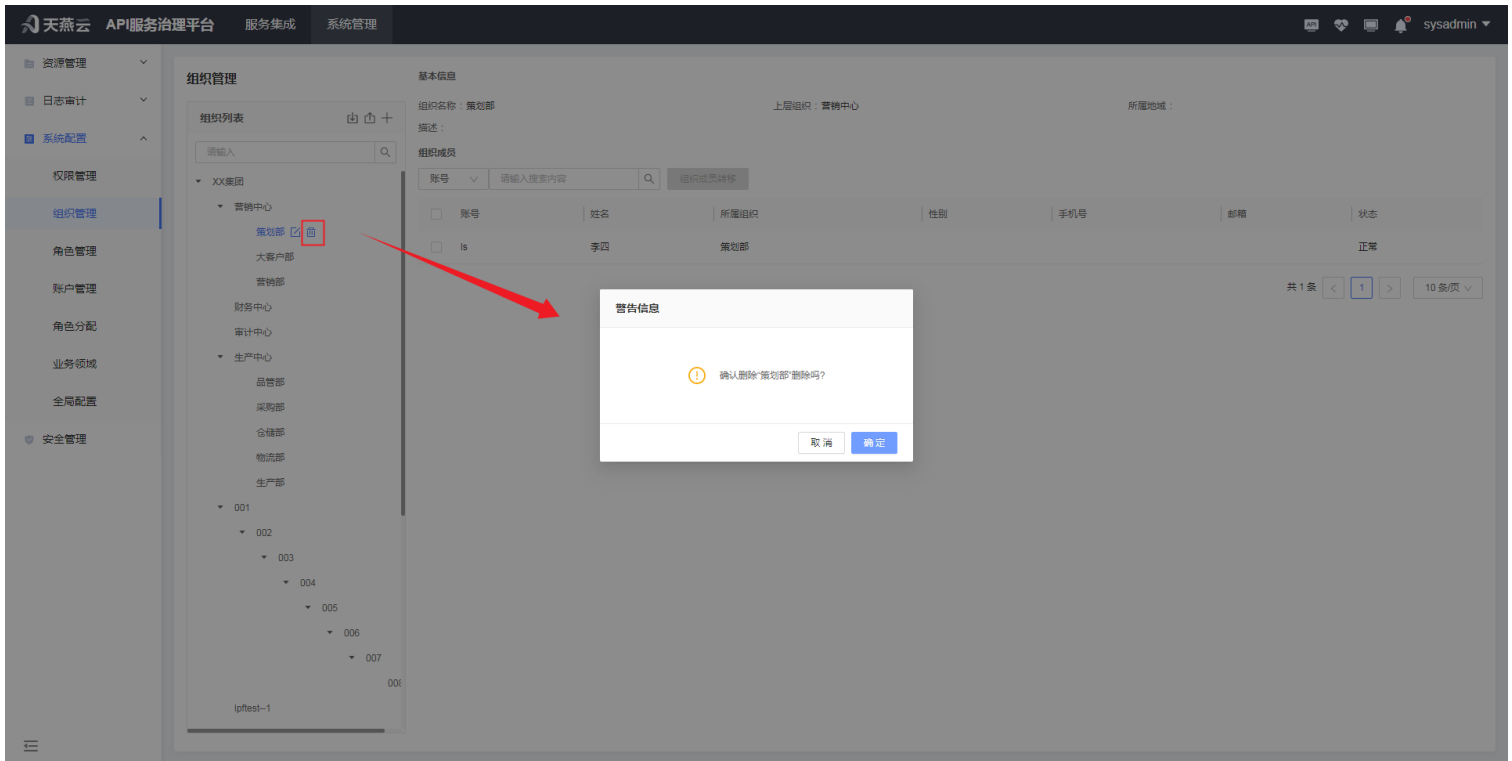 天燕云 API服务治理平台 服务集成 系统管理 API sysadmin
资源管理
日志审计
系统配置
权限管理
组织管理
角色管理
账户管理
角色分配
业务领域
全局配置
安全管理
组织管理
组织列表
请输入
XX集团
营销中心
策划部
大客户部
营销部
财务中心
审计中心
生产中心
品管部
采购部
仓储部
物流部
生产部
001
002
003
004
005
006
007
008
lpftest--1
基本信息
组织名称 : 策划部 上层组织 : 营销中心 所属地域 :
描述 :
组织成员
账号 请输入搜索内容 组织成员转移
账号 姓名 所属组织 性别 手机号 邮箱 状态
ls 李四 策划部 正常
共 1 条 < 1 > 10 条/页
警告信息
确认删除“策划部”删除吗?
取 消 确 定